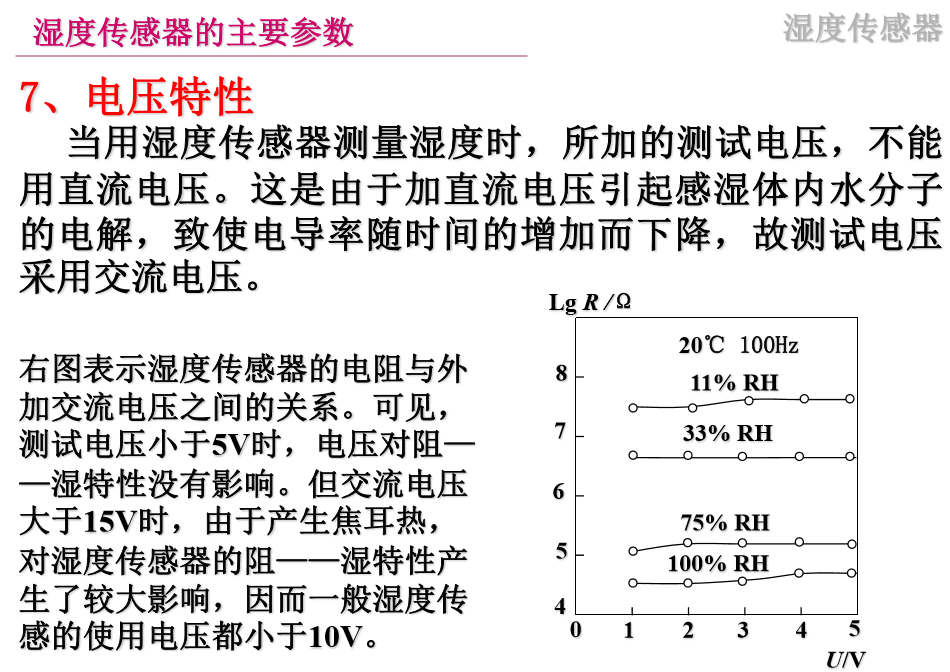 湿度传感器的主要参数
湿度传感器
7、电压特性
当用湿度传感器测量湿度时，所加的测试电压，不能
用直流电压。这是由于加直流电压引起感湿体内水分子
的电解，致使电导率随时间的增加而下降，故测试电压
采用交流电压。
右图表示湿度传感器的电阻与外
加交流电压之间的关系。可见，
测试电压小于5V时，电压对阻—
—湿特性没有影响。但交流电压
大于15V时，由于产生焦耳热，
对湿度传感器的阻——湿特性产
生了较大影响，因而一般湿度传
感的使用电压都小于10V。
Lg R /Ω
20℃ 100Hz
8
11% RH
7
33% RH
6
75% RH
5
100% RH
4
0 1 2 3 4 5
U/V